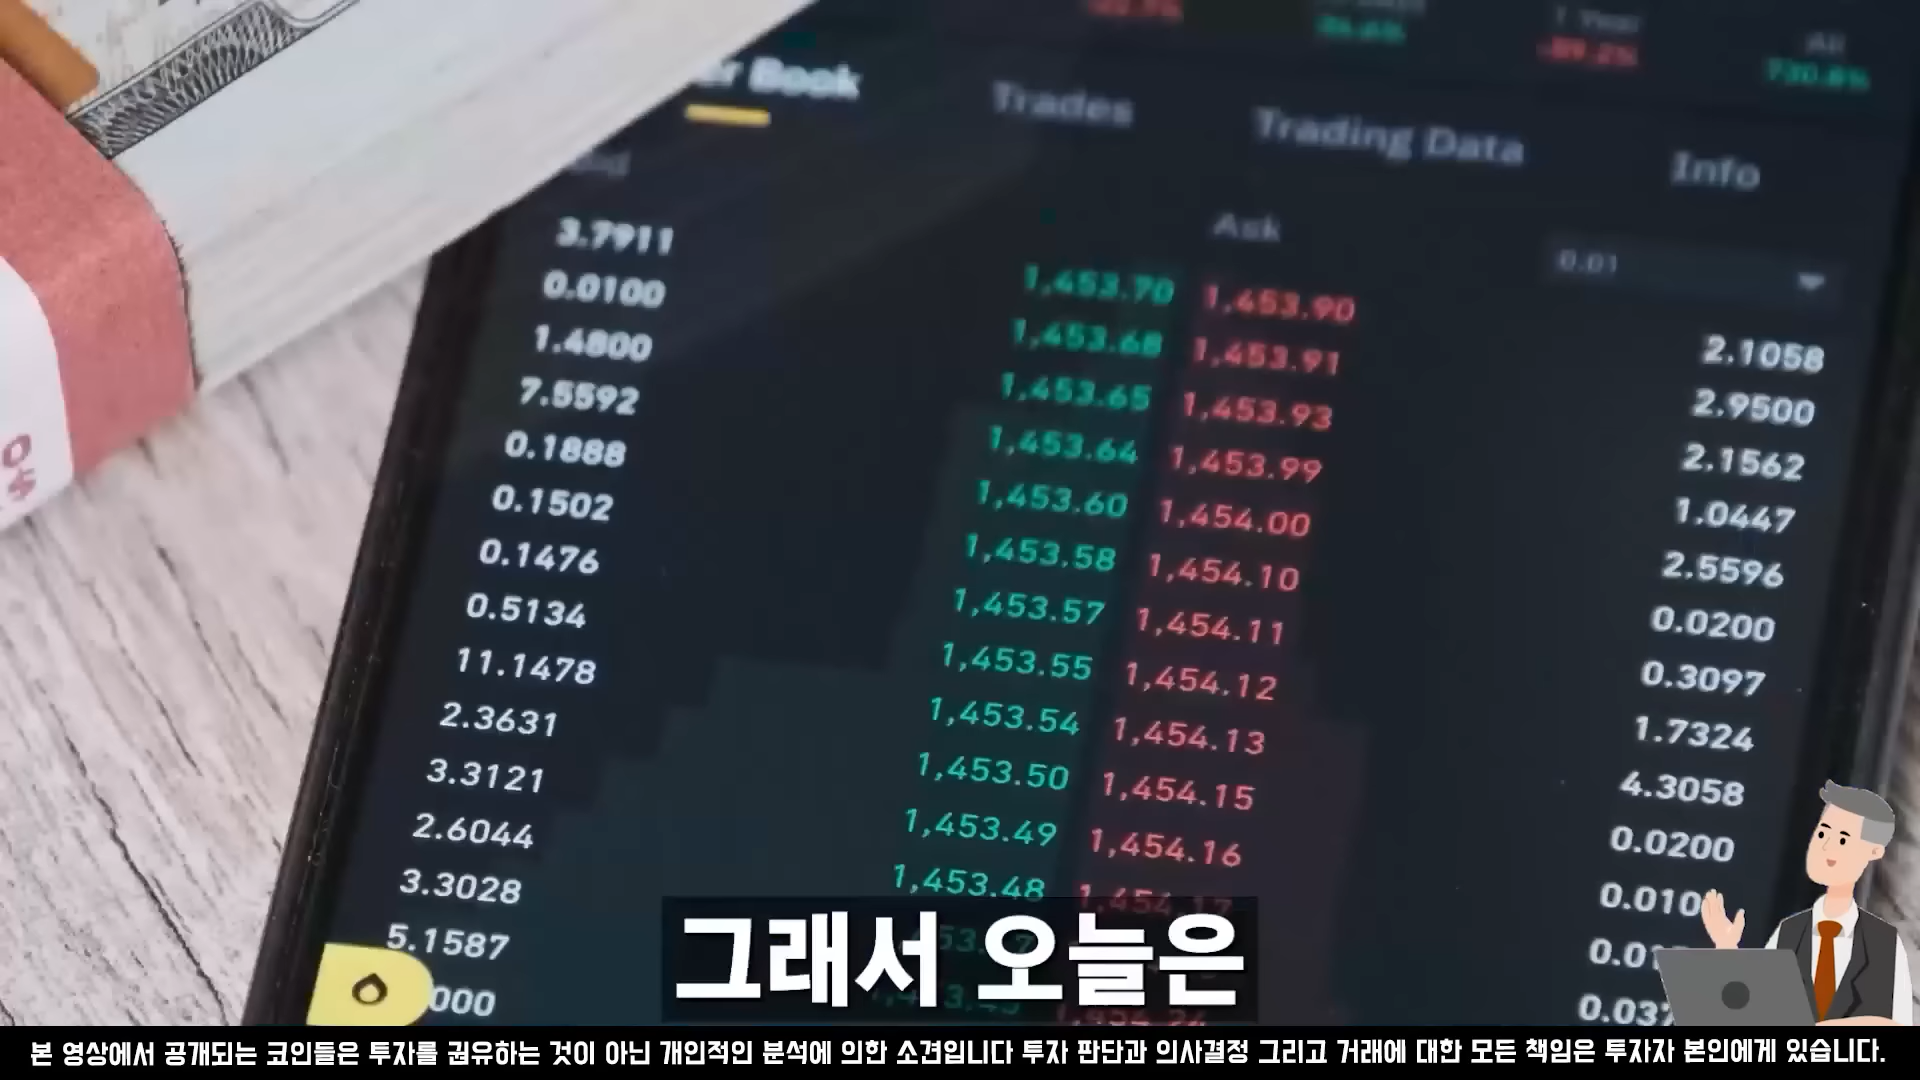 730.8%
Book
Trades
Trading Data
Info
Ask
0.01
3.7911 1,453.70 1,453.90 2.1058
0.0100 1,453.68 1,453.91 2.9500
1.4800 1,453.65 1,453.93 2.1562
7.5592 1,453.64 1,453.99 1.0447
0.1888 1,453.60 1,454.00 2.5596
0.1502 1,453.58 1,454.10 0.0200
0.1476 1,453.57 1,454.11 0.3097
0.5134 1,453.55 1,454.12 1.7324
11.1478 1,453.54 1,454.13 4.3058
2.3631 1,453.50 1,454.15 0.0200
3.3121 1,453.49 1,454.16
2.6044 1,453.48 1,454.17
3.3028
5.1587
그래서 오늘은
본 영상에서 공개되는 코인들은 투자를 권유하는 것이 아닌 개인적인 분석에 의한 소견입니다 투자 판단과 의사결정 그리고 거래에 대한 모든 책임은 투자자 본인에게 있습니다.